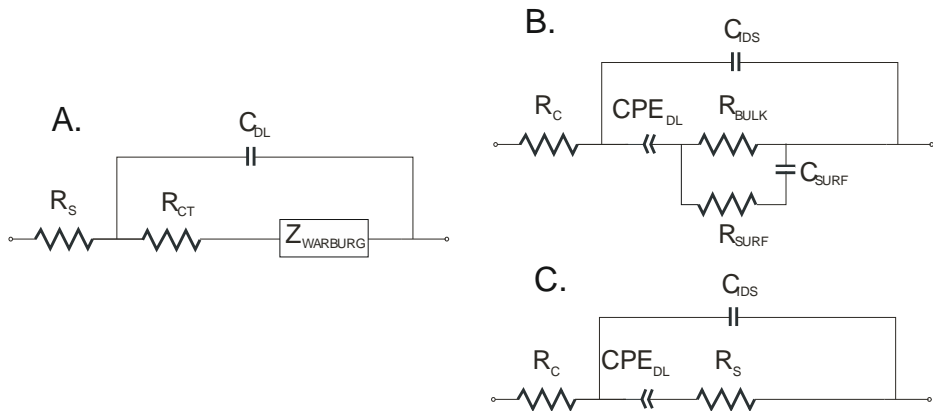 A.
C_DL
R_S
R_CT
Z_WARBURG
B.
C_IDS
R_C
CPE_DL
R_BULK
C_SURF
R_SURF
C.
C_IDS
R_C
CPE_DL
R_S